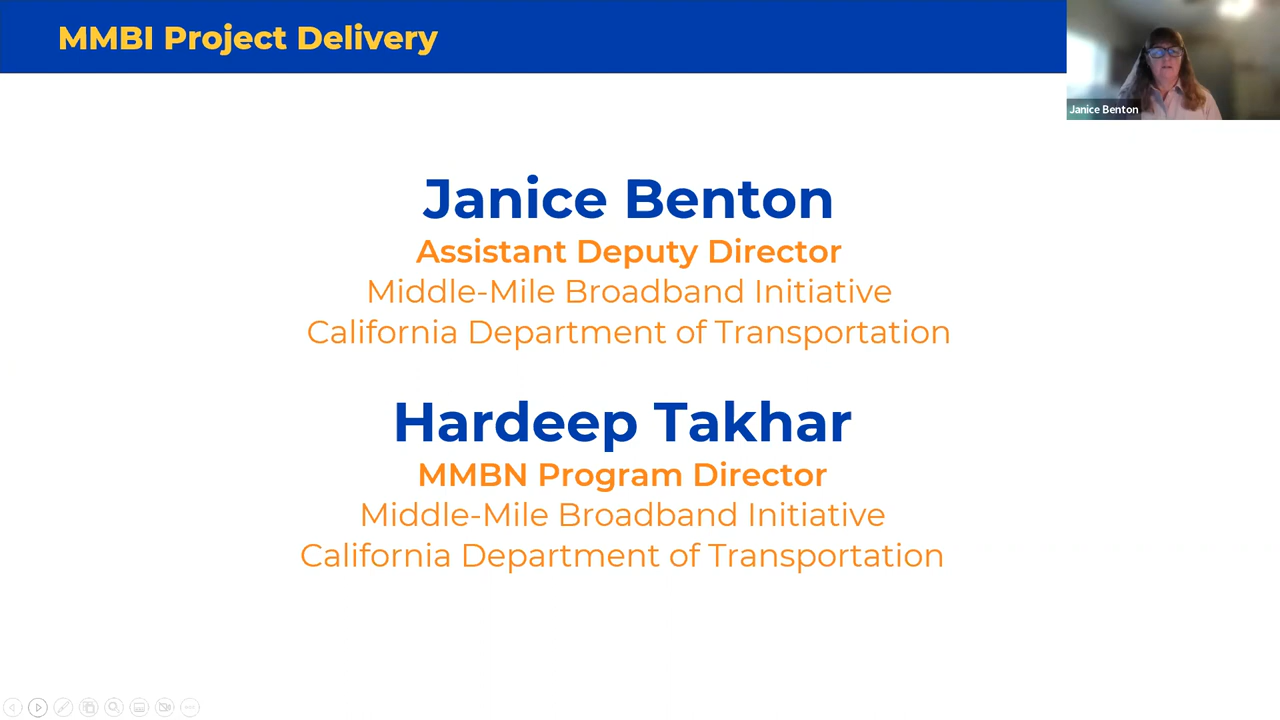 MMBI Project Delivery
Janice Benton
Janice Benton
Assistant Deputy Director
Middle-Mile Broadband Initiative
California Department of Transportation
Hardeep Takhar
MMBN Program Director
Middle-Mile Broadband Initiative
California Department of Transportation